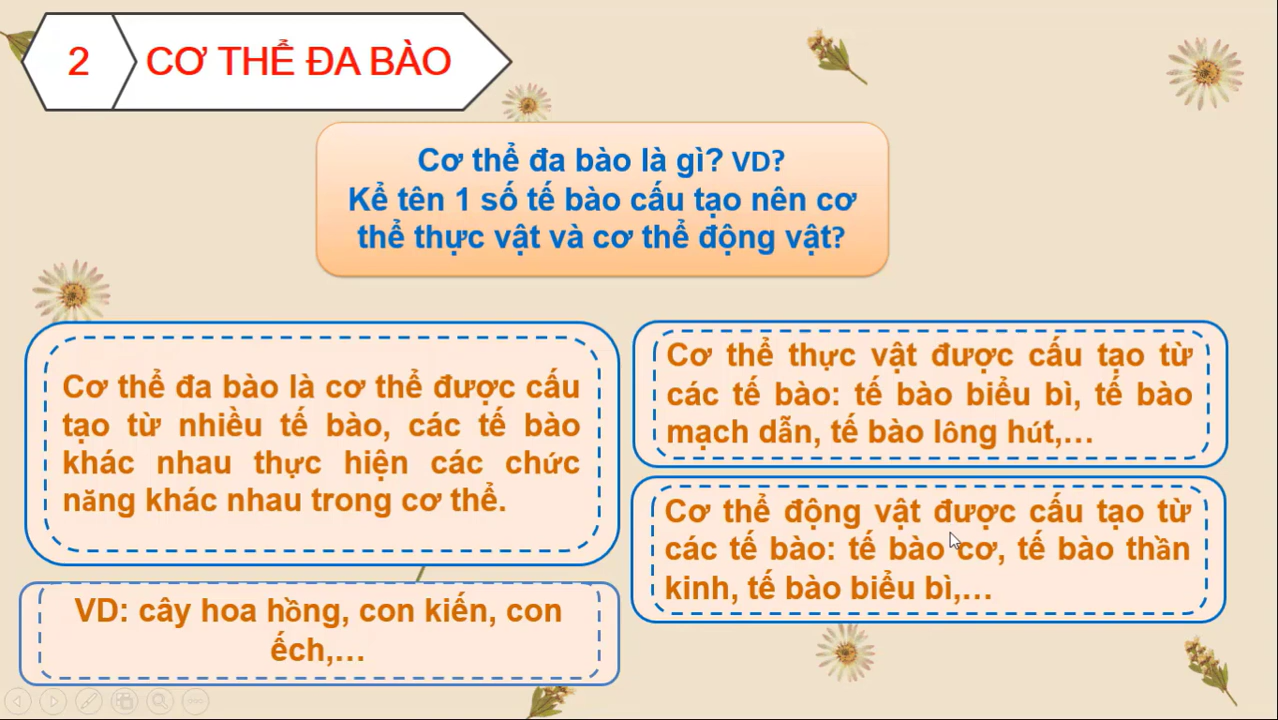 2
CƠ THỂ ĐA BÀO
Cơ thể đa bào là gì? VD?
Kể tên 1 số tế bào cấu tạo nên cơ
thể thực vật và cơ thể động vật?
Cơ thể đa bào là cơ thể được cấu
tạo từ nhiều tế bào, các tế bào
khác nhau thực hiện các chức
năng khác nhau trong cơ thể.
VD: cây hoa hồng, con kiến, con
ếch,...
Cơ thể thực vật được cấu tạo từ
các tế bào: tế bào biểu bì, tế bào
mạch dẫn, tế bào lông hút,...
Cơ thể động vật được cấu tạo từ
các tế bào: tế bào cơ, tế bào thần
kinh, tế bào biểu bì,...